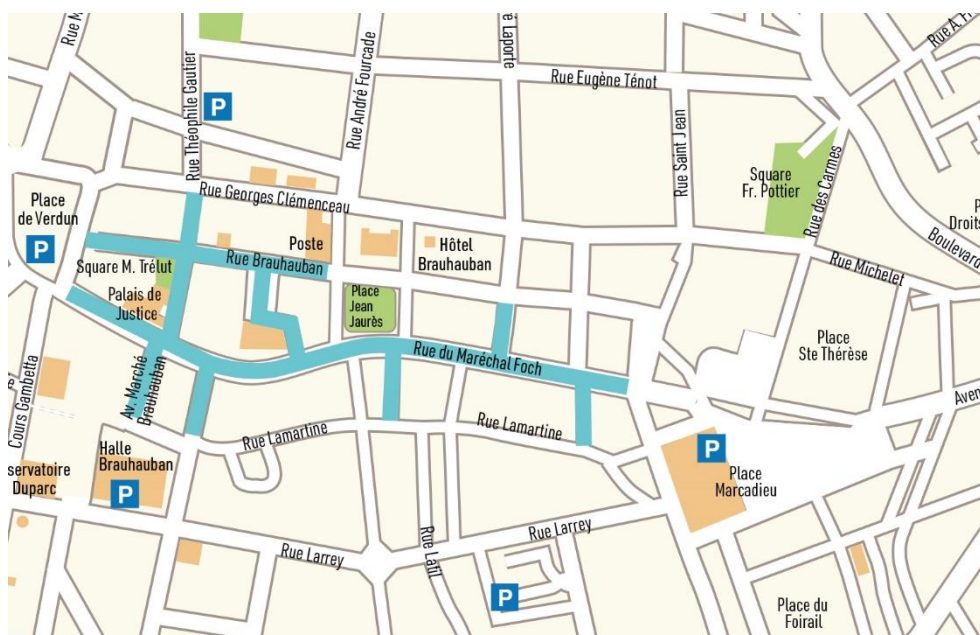 Rue M
Rue Théophile Gautier
P
Rue André Fourcade
Laporte
Rue Eugène Ténot
Rue A. F
Rue Saint Jean
Square
Fr. Pottier
Rue des Carmes
Boulevard
P
Droits
Place
de Verdun
P
Rue Georges Clémenceau
Poste
Rue Brauhauban
Hôtel
Brauhauban
Rue Michelet
Square M. Trélut
Palais de
Justice
Place
Jean
Jaurès
Rue du Maréchal Foch
Place
Ste Thérèse
Aven
Cours Gambetta
Av. Marché
Brauhauban
Rue Lamartine
Rue Lamartine
servatoire
Duparc
Halle
Brauhauban
P
P
Place
Marcadieu
Rue Larrey
Rue Larrey
Rue Latil
P
Place du
Foirail